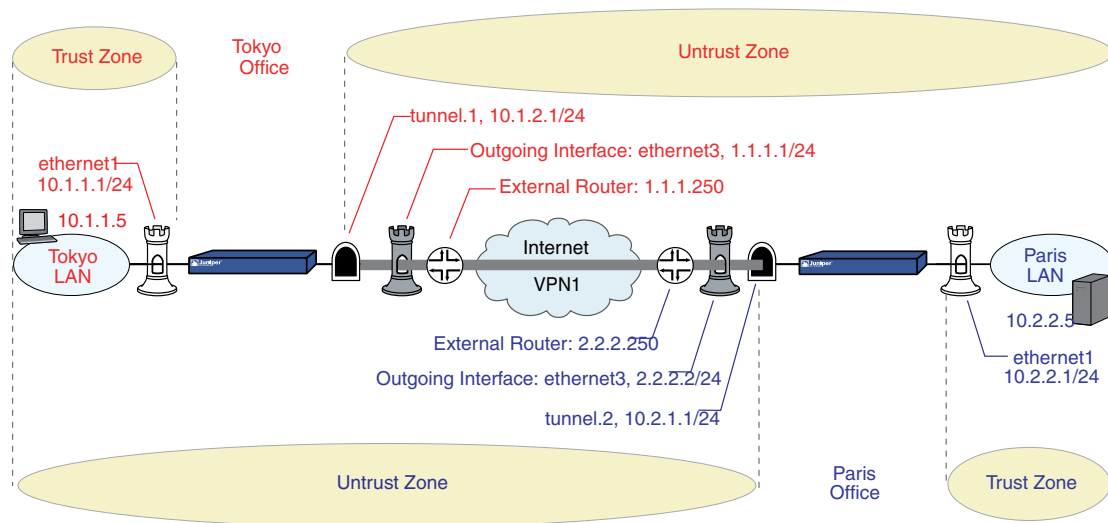 Trust Zone
Tokyo
Office
Untrust Zone
tunnel.1, 10.1.2.1/24
ethernet1
10.1.1.1/24
Outgoing Interface: ethernet3, 1.1.1.1/24
External Router: 1.1.1.250
10.1.1.5
Tokyo
LAN
Juniper
Internet
VPN1
Juniper
Paris
LAN
10.2.2.5
External Router: 2.2.2.250
ethernet1
10.2.2.1/24
Outgoing Interface: ethernet3, 2.2.2.2/24
tunnel.2, 10.2.1.1/24
Untrust Zone
Paris
Office
Trust Zone